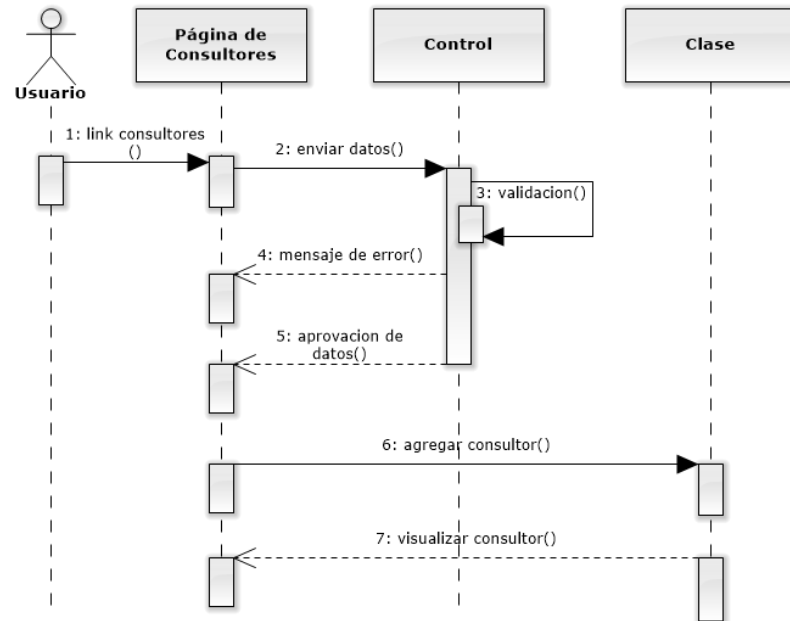 Usuario
Página de
Consultores
Control
Clase
1: link consultores
()
2: enviar datos()
3: validacion()
4: mensaje de error()
5: aprovacion de
datos()
6: agregar consultor()
7: visualizar consultor()